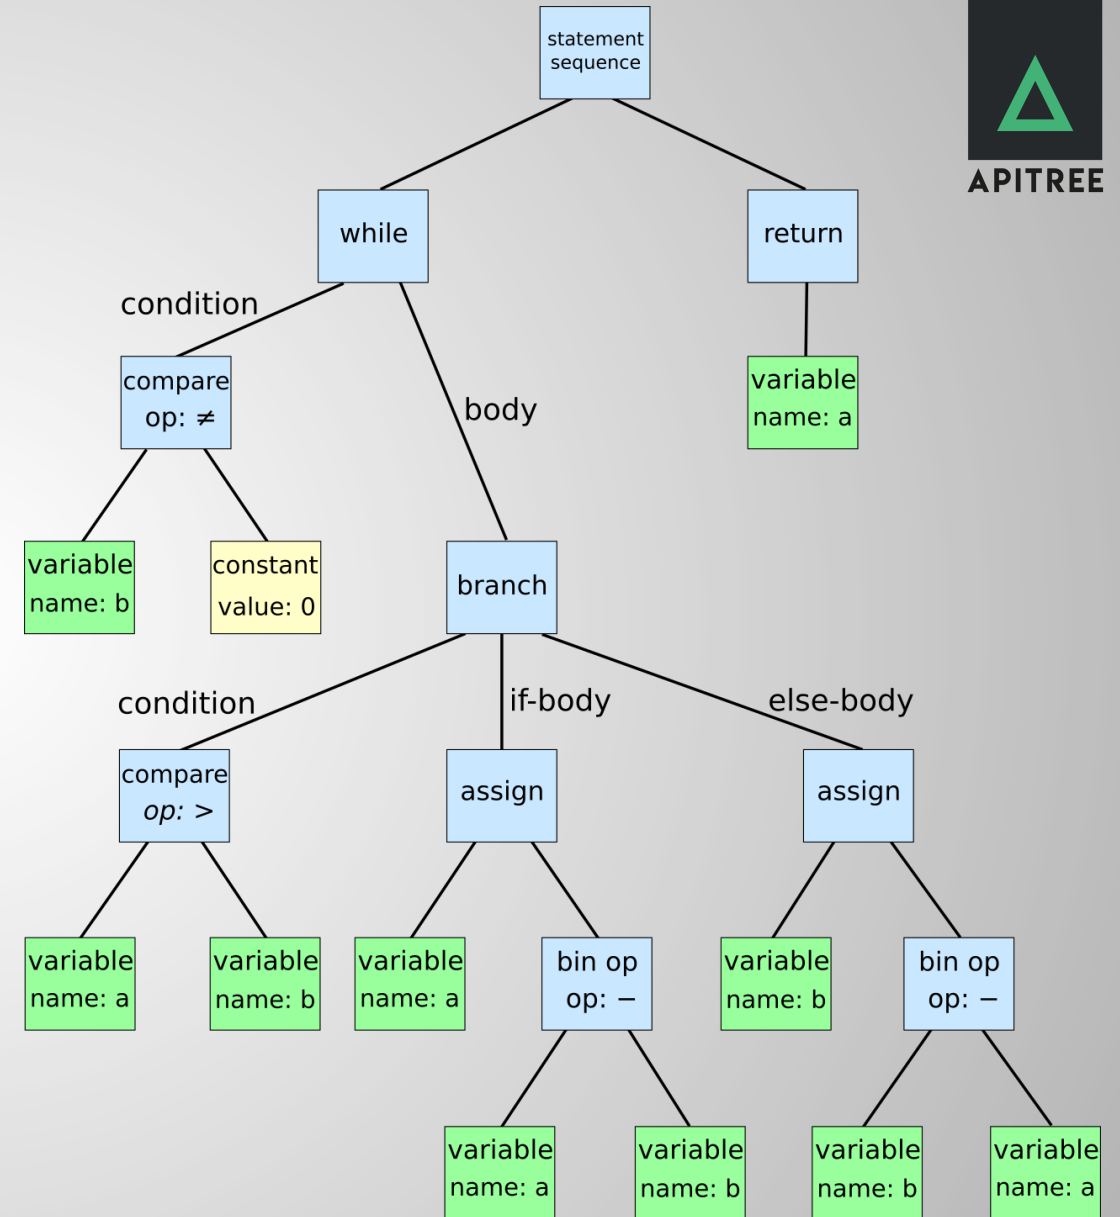 statement
sequence
APITREE
while
return
condition
compare
op: ≠
body
variable
name: a
variable
name: b
constant
value: 0
branch
condition
if-body
else-body
compare
op: >
assign
assign
variable
name: a
variable
name: b
variable
name: a
bin op
op: −
variable
name: b
bin op
op: −
variable
name: a
variable
name: b
variable
name: b
variable
name: a